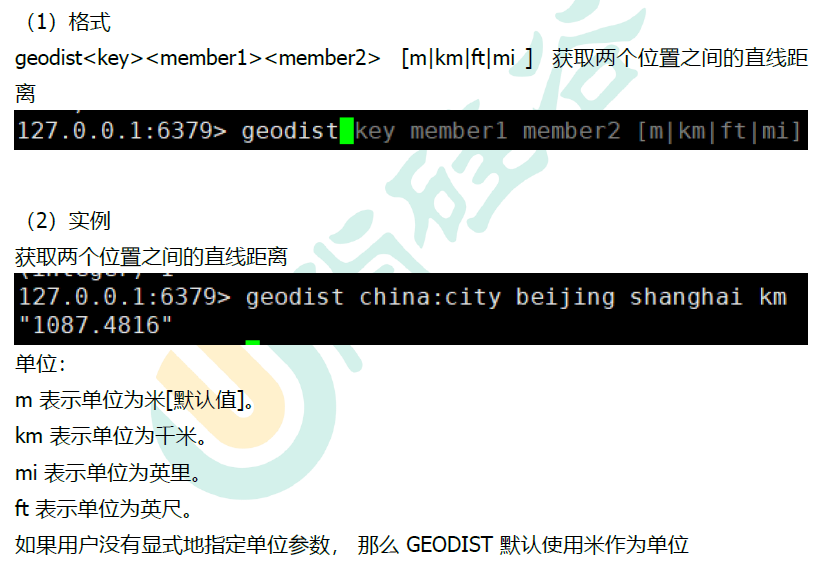 （1）格式
geodist<key><member1><member2>  [m|km|ft|mi ]  获取两个位置之间的直线距
离
127.0.0.1:6379> geodist key member1 member2 [m|km|ft|mi]
（2）实例
获取两个位置之间的直线距离
127.0.0.1:6379> geodist china:city beijing shanghai km
"1087.4816"
单位：
m 表示单位为米[默认值]。
km 表示单位为千米。
mi 表示单位为英里。
ft 表示单位为英尺。
如果用户没有显式地指定单位参数， 那么 GEODIST 默认使用米作为单位
尚硅谷